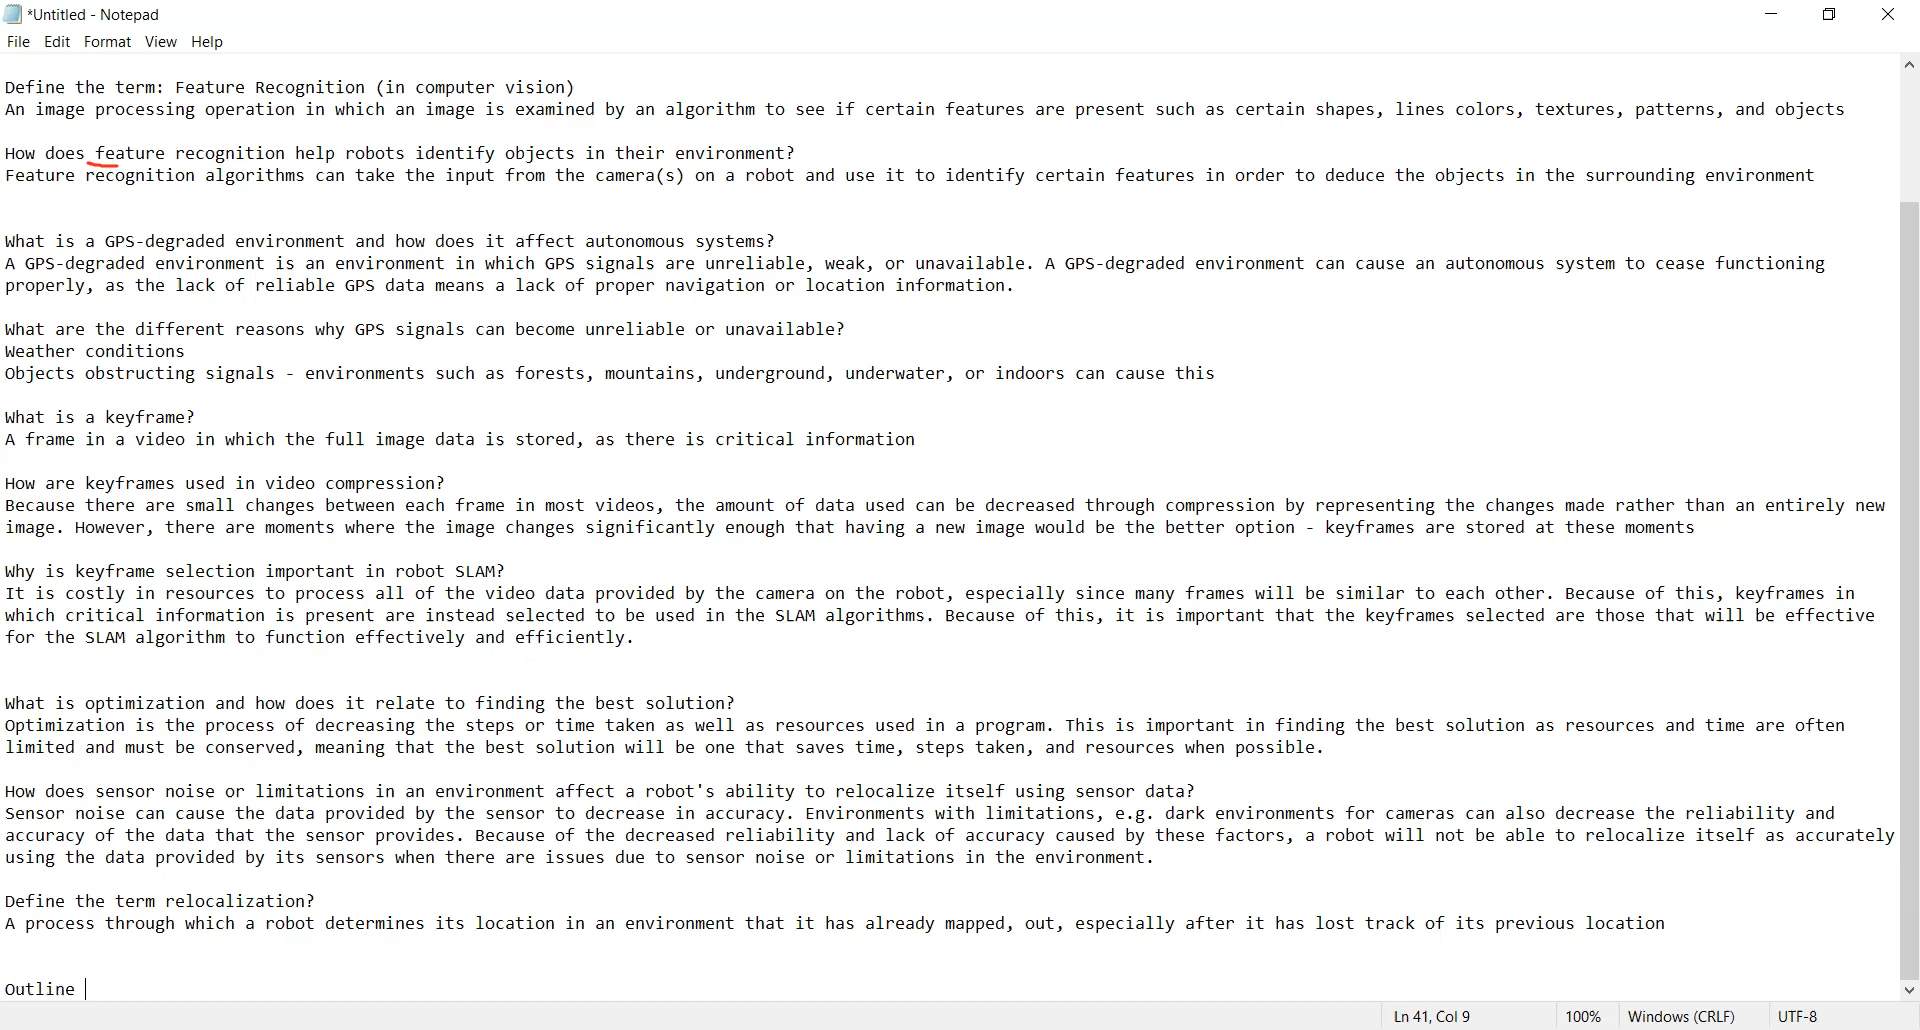 *Untitled - Notepad
File Edit Format View Help
Define the term: Feature Recognition (in computer vision)
An image processing operation in which an image is examined by an algorithm to see if certain features are present such as certain shapes, lines colors, textures, patterns, and objects
How does feature recognition help robots identify objects in their environment?
Feature recognition algorithms can take the input from the camera(s) on a robot and use it to identify certain features in order to deduce the objects in the surrounding environment
What is a GPS-degraded environment and how does it affect autonomous systems?
A GPS-degraded environment is an environment in which GPS signals are unreliable, weak, or unavailable. A GPS-degraded environment can cause an autonomous system to cease functioning
properly, as the lack of reliable GPS data means a lack of proper navigation or location information.
What are the different reasons why GPS signals can become unreliable or unavailable?
Weather conditions
Objects obstructing signals - environments such as forests, mountains, underground, underwater, or indoors can cause this
What is a keyframe?
A frame in a video in which the full image data is stored, as there is critical information
How are keyframes used in video compression?
Because there are small changes between each frame in most videos, the amount of data used can be decreased through compression by representing the changes made rather than an entirely new
image. However, there are moments where the image changes significantly enough that having a new image would be the better option - keyframes are stored at these moments
Why is keyframe selection important in robot SLAM?
It is costly in resources to process all of the video data provided by the camera on the robot, especially since many frames will be similar to each other. Because of this, keyframes in
which critical information is present are instead selected to be used in the SLAM algorithms. Because of this, it is important that the keyframes selected are those that will be effective
for the SLAM algorithm to function effectively and efficiently.
What is optimization and how does it relate to finding the best solution?
Optimization is the process of decreasing the steps or time taken as well as resources used in a program. This is important in finding the best solution as resources and time are often
limited and must be conserved, meaning that the best solution will be one that saves time, steps taken, and resources when possible.
How does sensor noise or limitations in an environment affect a robot's ability to relocalize itself using sensor data?
Sensor noise can cause the data provided by the sensor to decrease in accuracy. Environments with limitations, e.g. dark environments for cameras can also decrease the reliability and
accuracy of the data that the sensor provides. Because of the decreased reliability and lack of accuracy caused by these factors, a robot will not be able to relocalize itself as accurately
using the data provided by its sensors when there are issues due to sensor noise or limitations in the environment.
Define the term relocalization?
A process through which a robot determines its location in an environment that it has already mapped, out, especially after it has lost track of its previous location
Outline
Ln 41, Col 9 100% Windows (CRLF) UTF-8